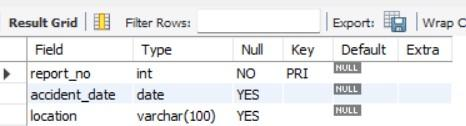 Result Grid Filter Rows: Export: Wrap C
Field Type Null Key Default Extra
report_no int NO PRI NULL
accident_date date YES NULL
location varchar(100) YES NULL